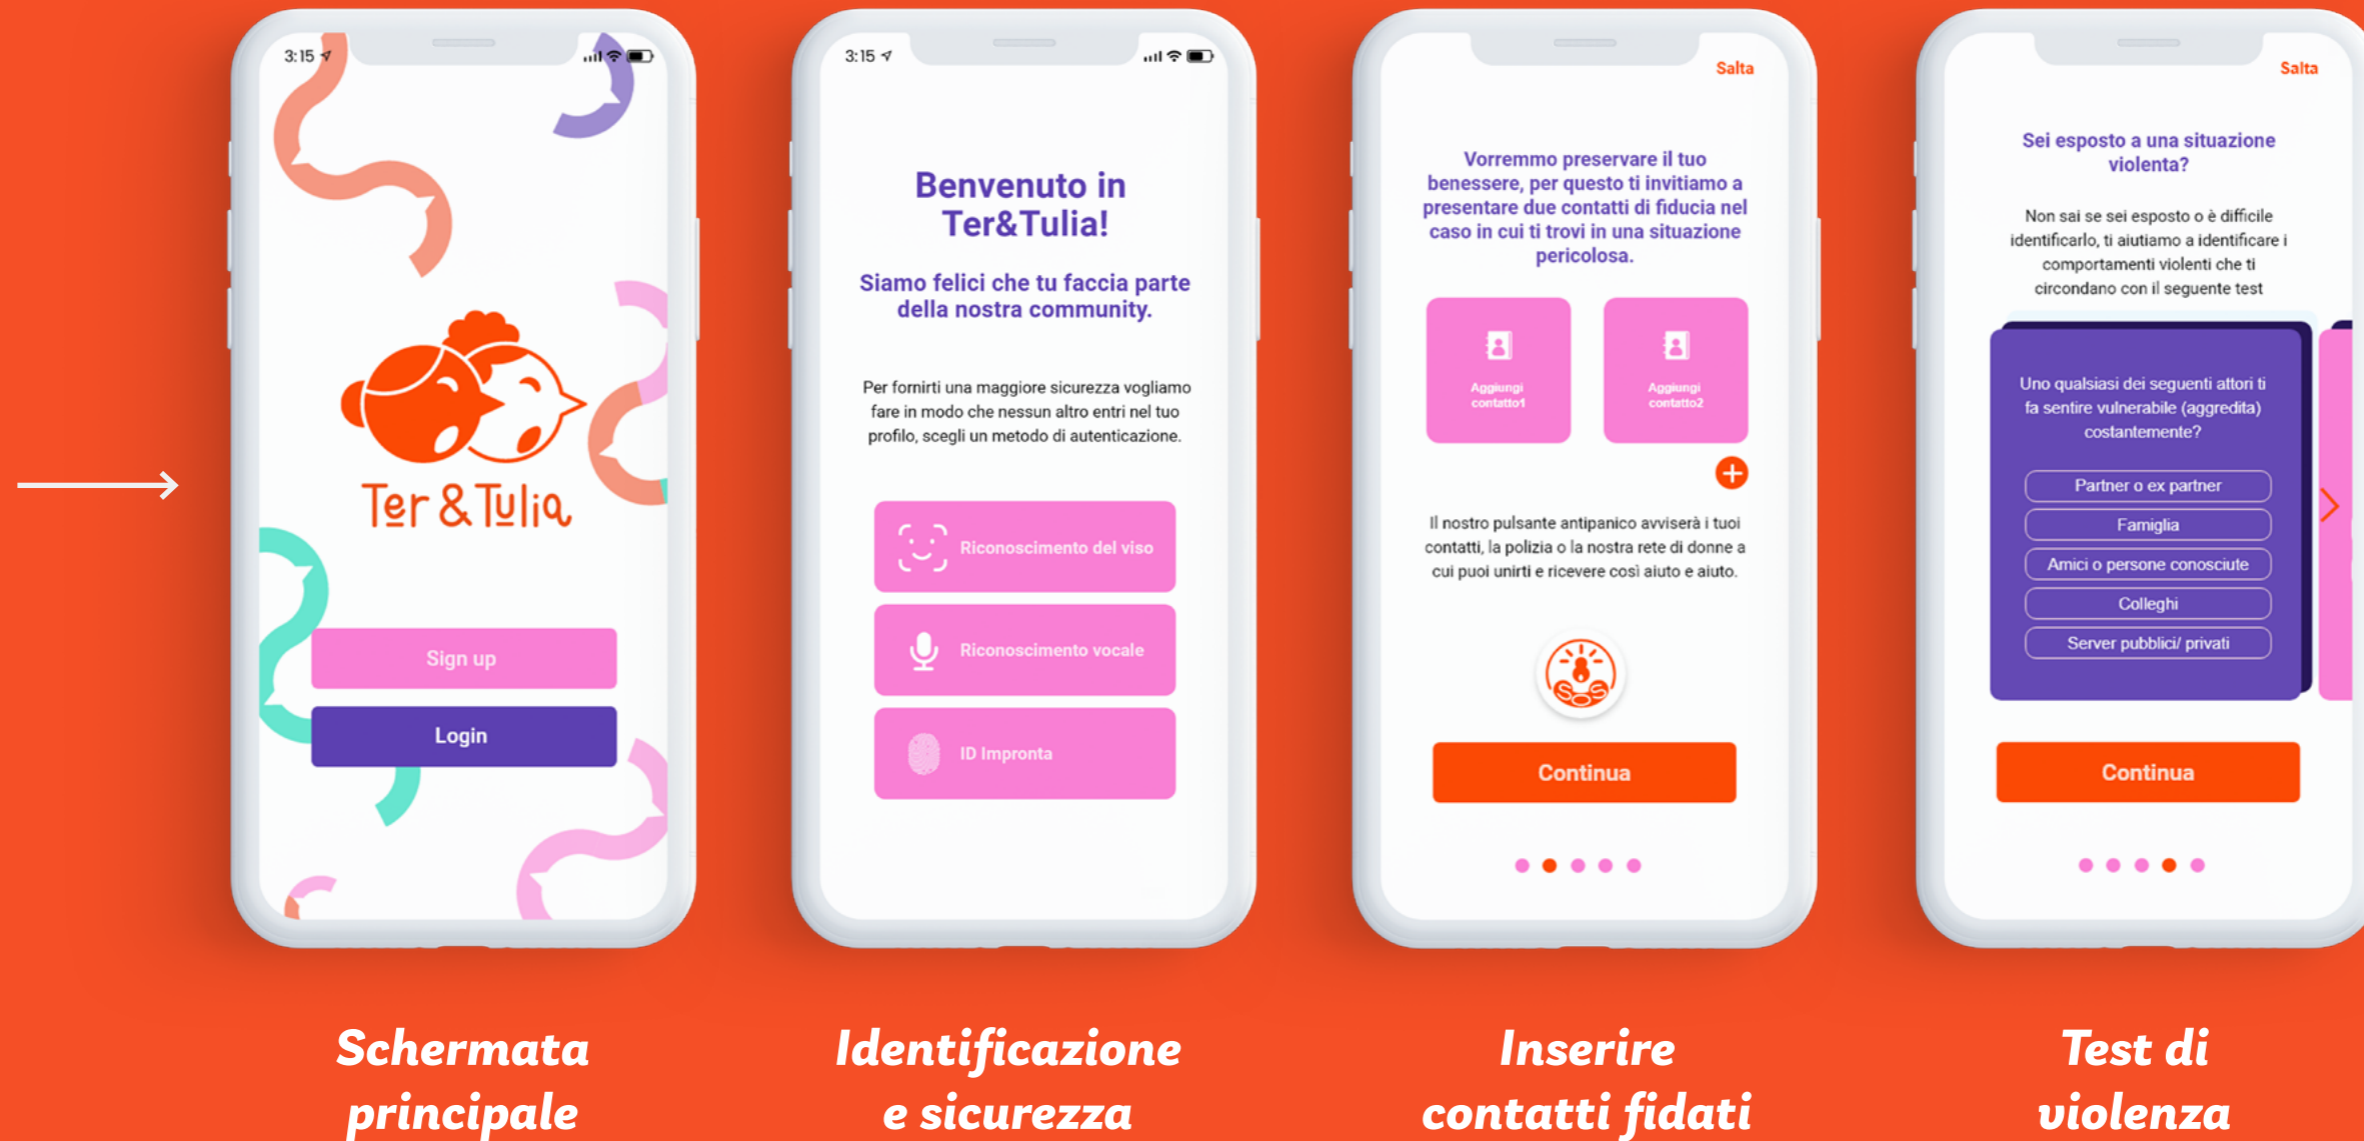 3:15
Ter & Tulia
Sign up
Login
Schermata
principale
3:15
Benvenuto in
Ter&Tulia!
Siamo felici che tu faccia parte
della nostra community.
Per fornirti una maggiore sicurezza vogliamo
fare in modo che nessun altro entri nel tuo
profilo, scegli un metodo di autenticazione.
Riconoscimento del viso
Riconoscimento vocale
ID Impronta
Identificazione
e sicurezza
Salta
Vorremmo preservare il tuo
benessere, per questo ti invitiamo a
presentare due contatti di fiducia nel
caso in cui ti trovi in una situazione
pericolosa.
Aggiungi
contatto1
Aggiungi
contatto2
Il nostro pulsante antipanico avviserà i tuoi
contatti, la polizia o la nostra rete di donne a
cui puoi unirti e ricevere così aiuto e aiuto.
SOS
Continua
Inserire
contatti fidati
Salta
Sei esposto a una situazione
violenta?
Non sai se sei esposto o è difficile
identificarlo, ti aiutiamo a identificare i
comportamenti violenti che ti
circondano con il seguente test
Uno qualsiasi dei seguenti attori ti
fa sentire vulnerabile (aggredita)
costantemente?
Partner o ex partner
Famiglia
Amici o persone conosciute
Colleghi
Server pubblici/ privati
Continua
Test di
violenza